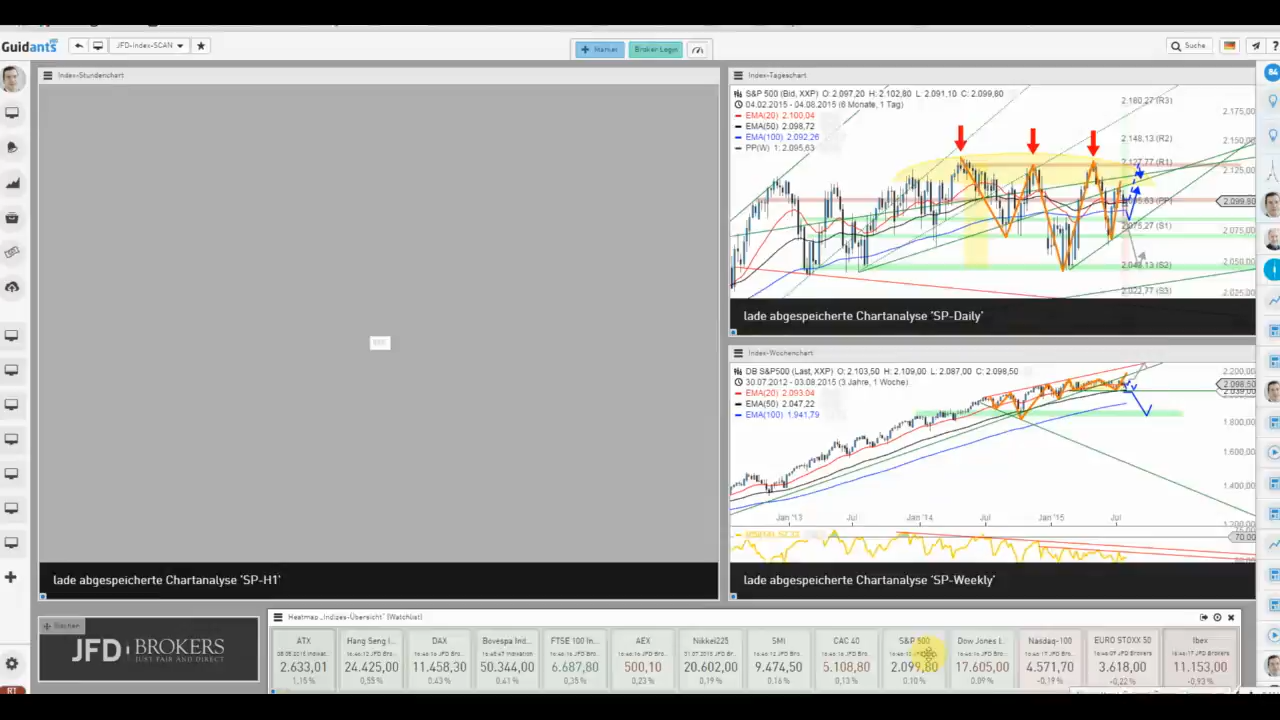 Guidants
JFD-Index-SCAN
Broker Login
Suche
Index-Stundenchart
lade abgespeicherte Chartanalyse 'SP-H1'
Index-Tageschart
S&P 500 (Bid, XXP) O: 2.097,20 H: 2.102,80 L: 2.091,10 C: 2.099,80
04.02.2015 - 04.08.2015 (6 Monate, 1 Tag)
EMA(20) 2.100,04
EMA(50) 2.098,72
EMA(100) 2.092,26
PP(W) 1: 2.095,63
2.180,27 (R3)
2.175,00
2.148,13 (R2)
2.150,00
2.127,77 (R1)
2.125,00
2.099,80
2.075,27 (S1)
2.075,00
2.050,00
2.022,77 (S3)
2.025,00
lade abgespeicherte Chartanalyse 'SP-Daily'
Index-Wochenchart
DB S&P500 (Last, XXP) O: 2.103,50 H: 2.109,00 L: 2.087,00 C: 2.098,50
30.07.2012 - 03.08.2015 (3 Jahre, 1 Woche)
EMA(20) 2.093,04
EMA(50) 2.047,22
EMA(100) 1.941,79
2.200,00
2.098,50
1.800,00
1.600,00
1.400,00
Jan '13 Jul Jan '14 Jul Jan '15 Jul
70,00
lade abgespeicherte Chartanalyse 'SP-Weekly'
JFD BROKERS
JUST FAIR AND DIRECT
Heatmap „Indizes-Übersicht" (Watchlist)
ATX Hang Seng I... DAX Bovespa Ind... FTSE 100 In... AEX Nikkei225 SMI CAC 40 S&P 500 Dow Jones I... Nasdaq-100 EURO STOXX 50 Ibex
2.633,01 24.425,00 11.458,30 50.344,00 6.687,80 500,10 20.602,00 9.474,50 5.108,80 2.099,80 17.605,00 4.571,70 3.618,00 11.153,00
1,15 % 0,55 % 0,43 % 0,41 % 0,35 % 0,23 % 0,19 % 0,16 % 0,13 % 0,10 % 0,09 % -0,19 % -0,22 % -0,93 %